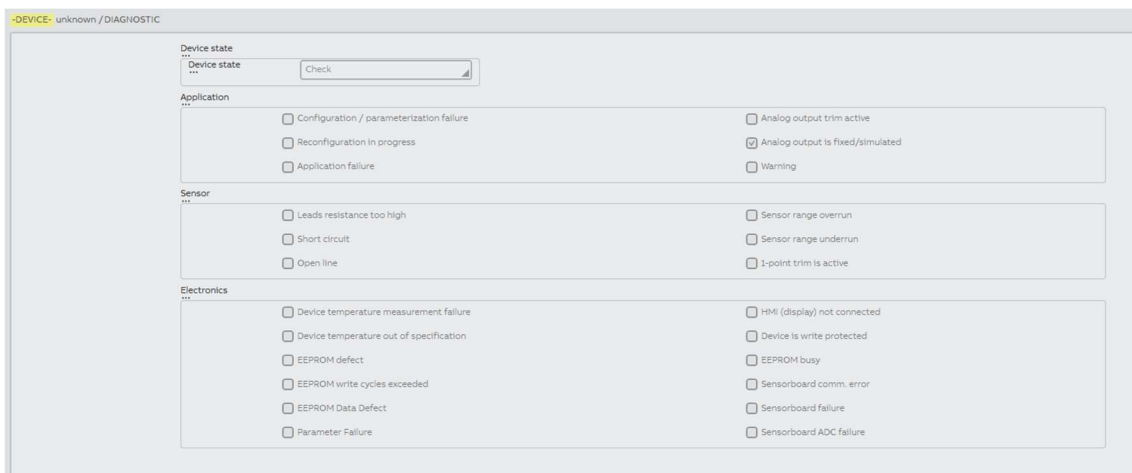 -DEVICE- unknown / DIAGNOSTIC
Device state
Device state
Check
Application
Configuration / parameterization failure
Analog output trim active
Reconfiguration in progress
Analog output is fixed/simulated
Application failure
Warning
Sensor
Leads resistance too high
Sensor range overrun
Short circuit
Sensor range underrun
Open line
1-point trim is active
Electronics
Device temperature measurement failure
HMI (display) not connected
Device temperature out of specification
Device is write protected
EEPROM defect
EEPROM busy
EEPROM write cycles exceeded
Sensorboard comm. error
EEPROM Data Defect
Sensorboard failure
Parameter Failure
Sensorboard ADC failure